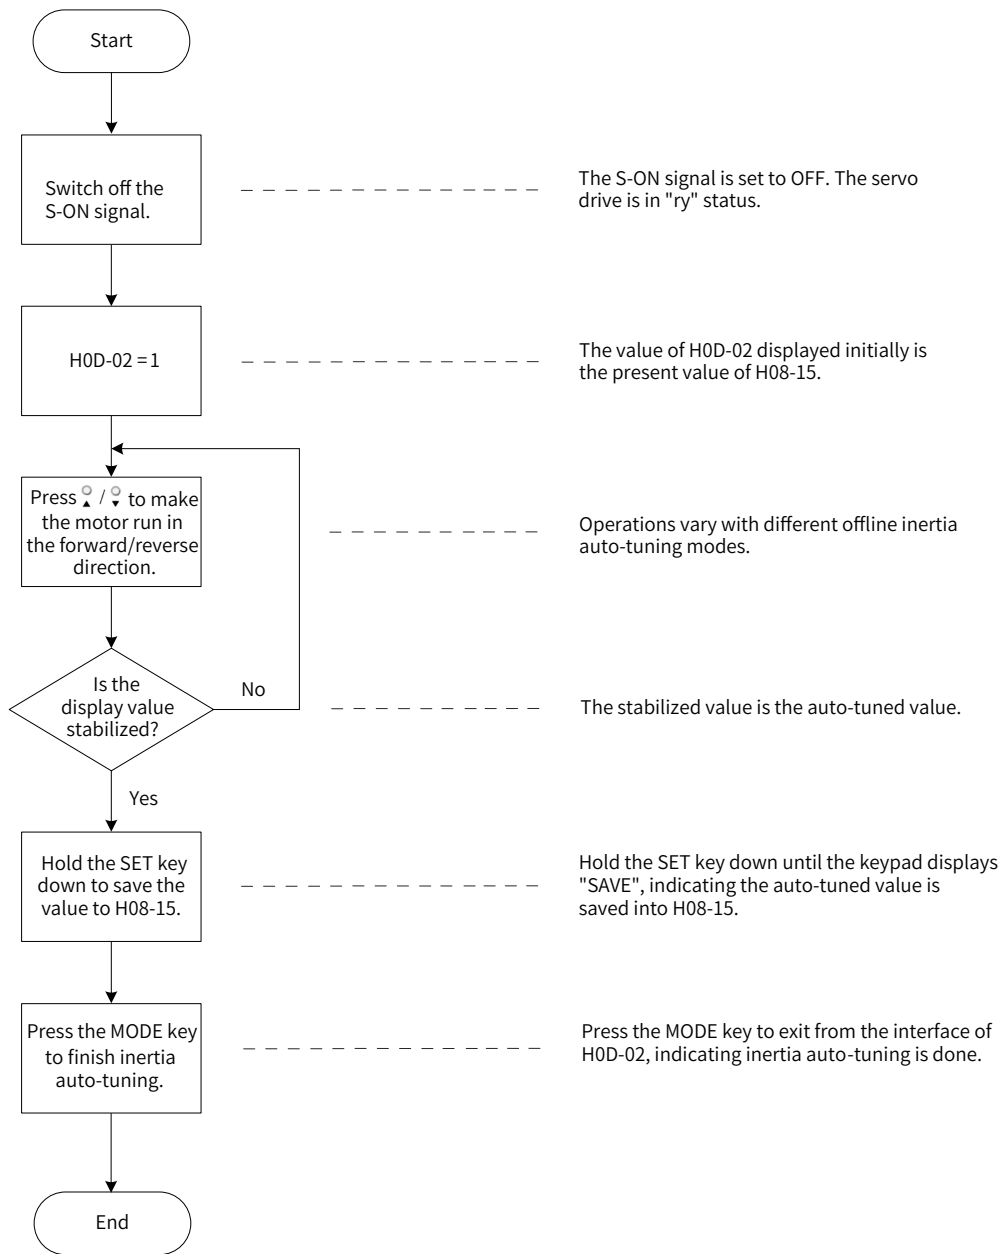 Start
Switch off the
S-ON signal.
The S-ON signal is set to OFF. The servo
drive is in "ry" status.
H0D-02 = 1
The value of H0D-02 displayed initially is
the present value of H08-15.
Press ▲ / ▼ to make
the motor run in
the forward/reverse
direction.
Operations vary with different offline inertia
auto-tuning modes.
Is the
display value
stabilized?
No
The stabilized value is the auto-tuned value.
Yes
Hold the SET key
down to save the
value to H08-15.
Hold the SET key down until the keypad displays
"SAVE", indicating the auto-tuned value is
saved into H08-15.
Press the MODE key
to finish inertia
auto-tuning.
Press the MODE key to exit from the interface of
H0D-02, indicating inertia auto-tuning is done.
End